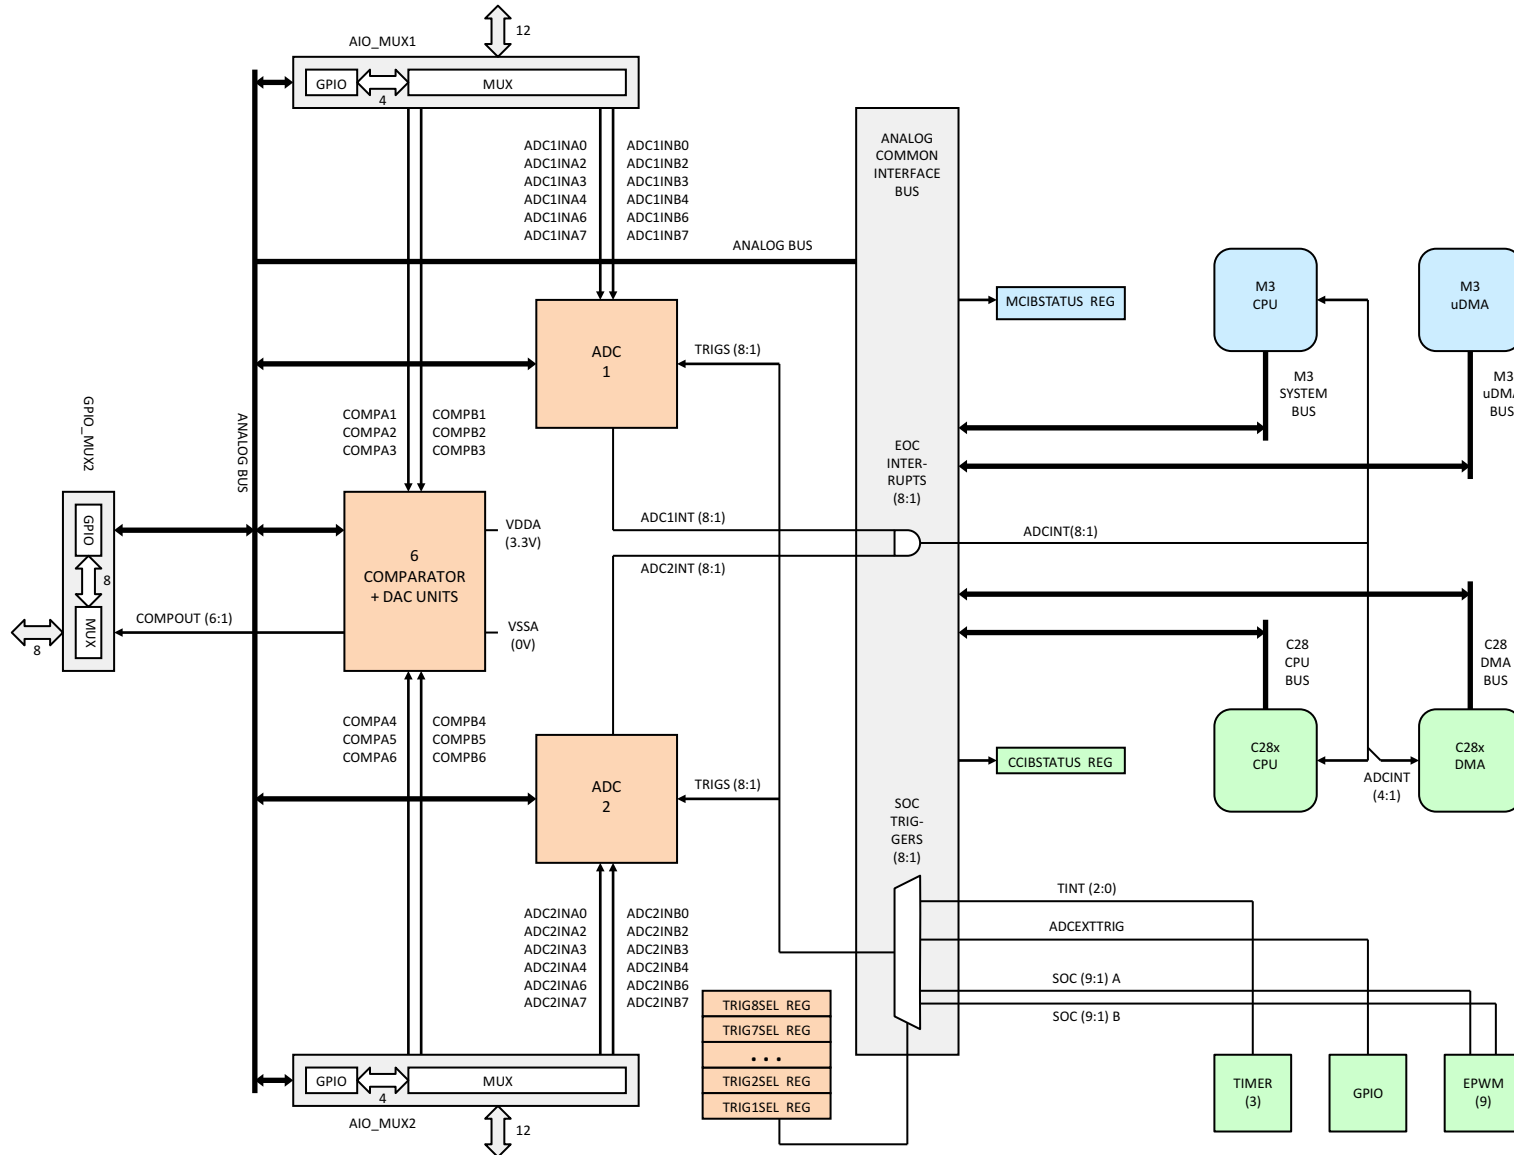 12
AIO_MUX1
GPIO
4
MUX
ADC1INA0
ADC1INA2
ADC1INA3
ADC1INA4
ADC1INA6
ADC1INA7
ADC1INB0
ADC1INB2
ADC1INB3
ADC1INB4
ADC1INB6
ADC1INB7
ANALOG
COMMON
INTERFACE
BUS
ANALOG BUS
MCIBSTATUS REG
M3
CPU
M3
uDMA
ADC
1
TRIGS (8:1)
M3
SYSTEM
BUS
M3
uDMA
BUS
GPIO_MUX2
ANALOG BUS
COMPA1
COMPA2
COMPA3
COMPB1
COMPB2
COMPB3
EOC
INTER-
RUPTS
(8:1)
GPIO
8
MUX
8
COMPOUT (6:1)
6
COMPARATOR
+ DAC UNITS
VDDA
(3.3V)
VSSA
(0V)
ADC1INT (8:1)
ADC2INT (8:1)
ADCINT(8:1)
C28
CPU
BUS
C28
DMA
BUS
COMPA4
COMPA5
COMPA6
COMPB4
COMPB5
COMPB6
ADC
2
TRIGS (8:1)
CCIBSTATUS REG
C28x
CPU
ADCINT
(4:1)
C28x
DMA
SOC
TRIG-
GERS
(8:1)
TINT (2:0)
ADCEXTTRIG
SOC (9:1) A
SOC (9:1) B
ADC2INA0
ADC2INA2
ADC2INA3
ADC2INA4
ADC2INA6
ADC2INA7
ADC2INB0
ADC2INB2
ADC2INB3
ADC2INB4
ADC2INB6
ADC2INB7
TRIG8SEL REG
TRIG7SEL REG
...
TRIG2SEL REG
TRIG1SEL REG
GPIO
4
MUX
AIO_MUX2
12
TIMER
(3)
GPIO
EPWM
(9)